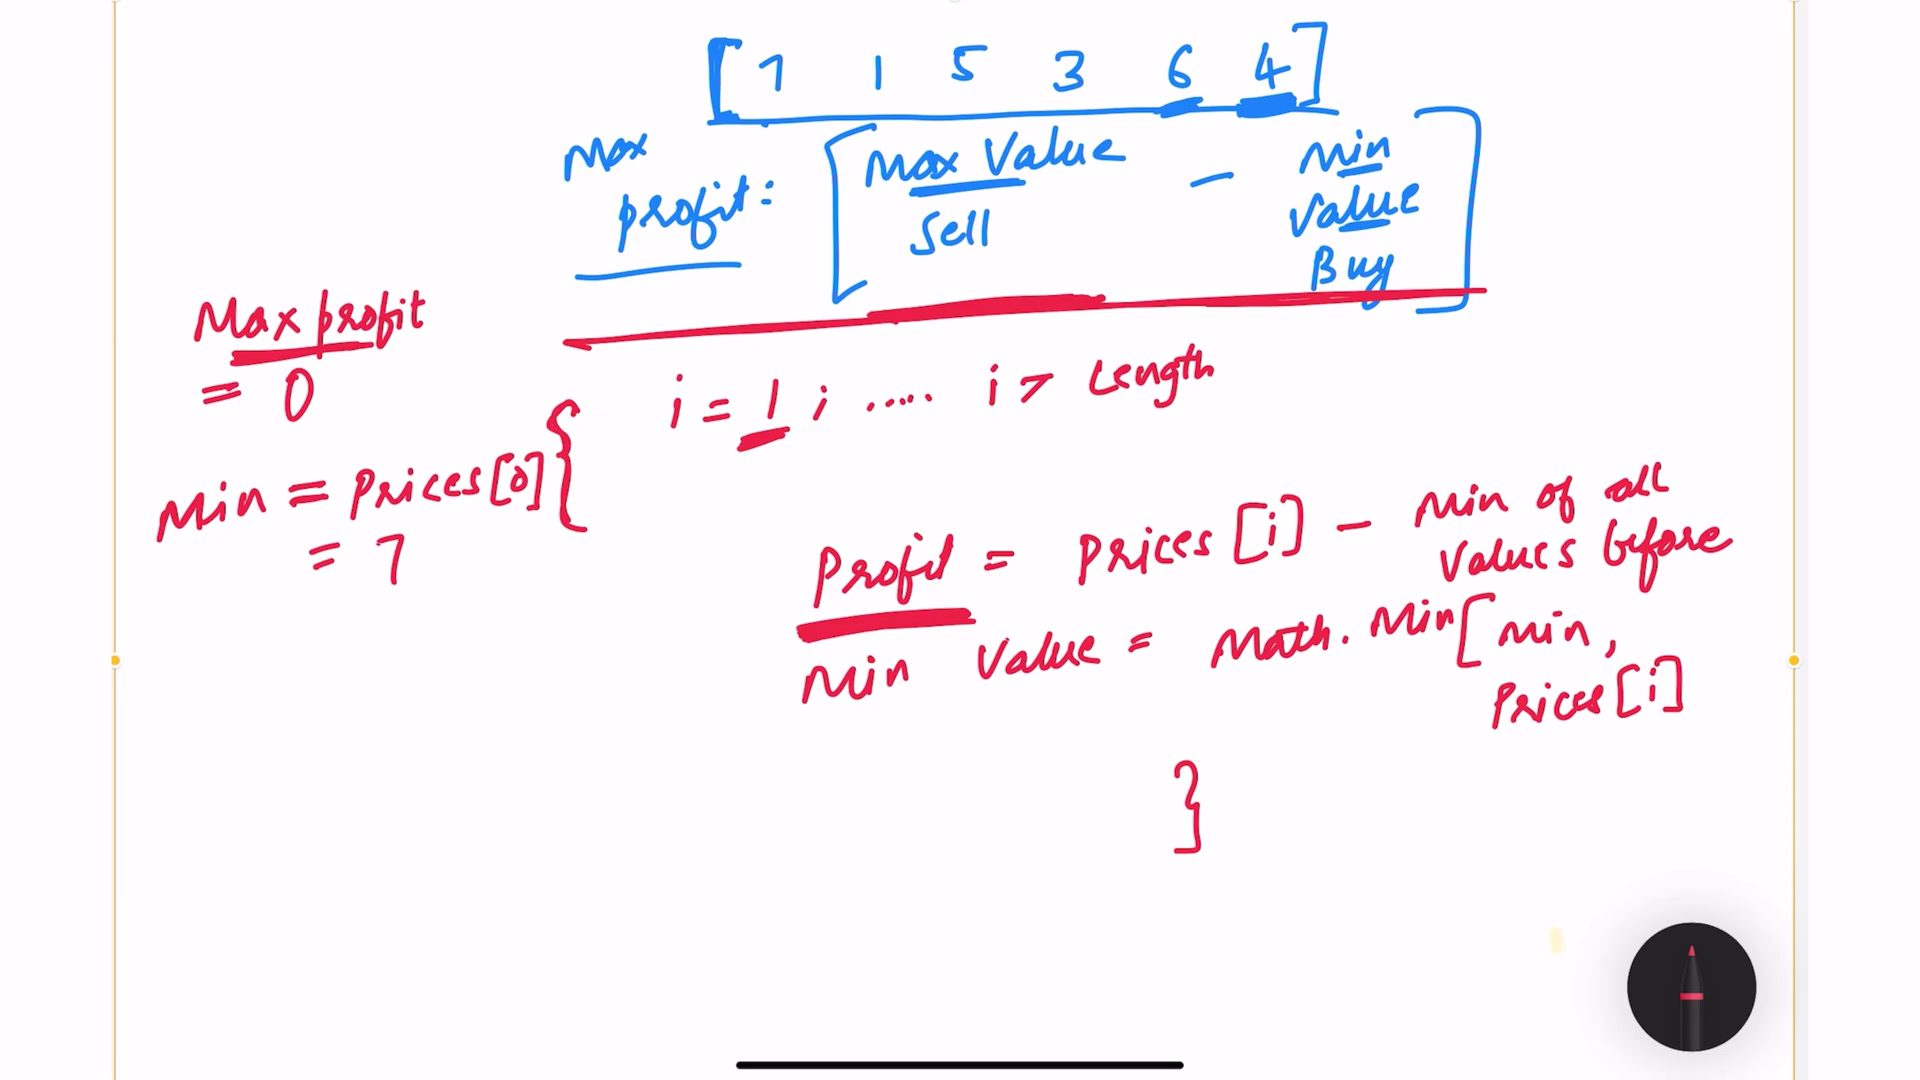 [ 7 1 5 3 6 4 ]
Max profit: [ Max Value Sell - Min Value Buy ]
Max profit = 0
i = 1 ; ..... i > Length
Min = Prices[0] {
= 7
Profit = Prices[i] - Min of all values before
Min Value = Math.Min[ Min, Prices[i]
}